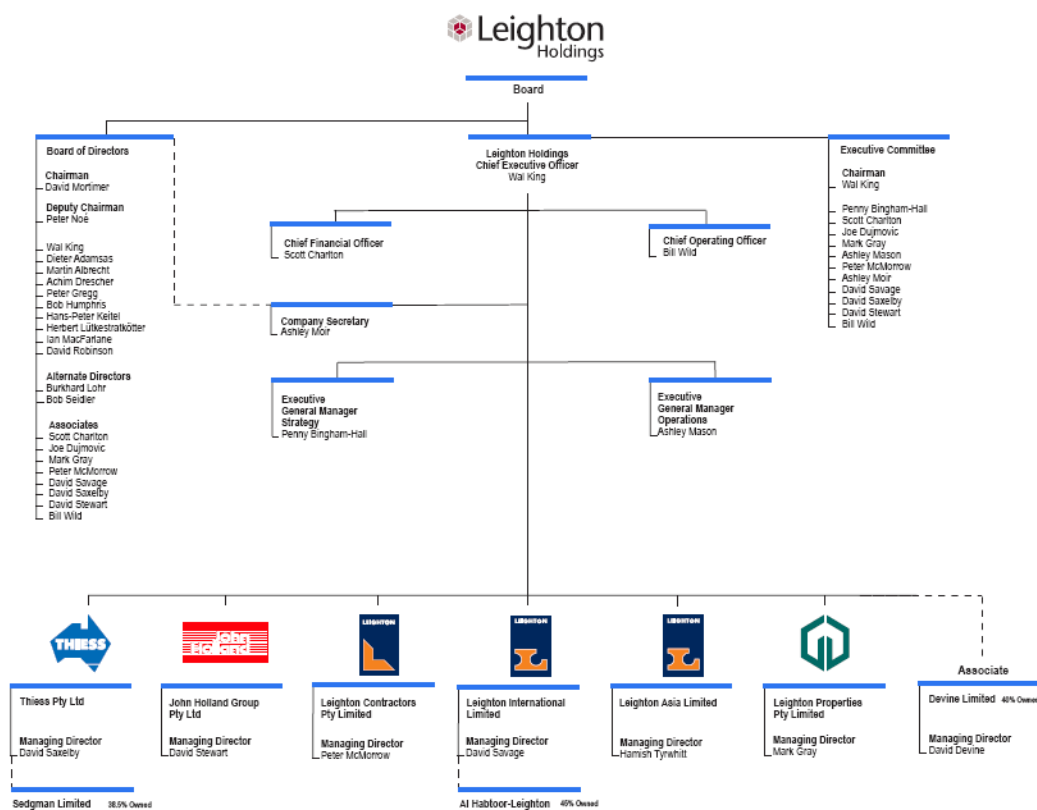 Leighton
Holdings
Board
Board of Directors
Chairman
David Mortimer
Deputy Chairman
Peter Noé
Wal King
Dieter Adamsas
Martin Albrecht
Achim Drescher
Peter Gregg
Bob Humphris
Hans-Peter Keitel
Herbert Lütkestratkötter
Ian MacFarlane
David Robinson
Alternate Directors
Burkhard Lohr
Bob Seidler
Associates
Scott Charlton
Joe Dujmovic
Mark Gray
Peter McMorrow
David Savage
David Saxelby
David Stewart
Bill Wild
Leighton Holdings
Chief Executive Officer
Wal King
Executive Committee
Chairman
Wal King
Penny Bingham-Hall
Scott Charlton
Joe Dujmovic
Mark Gray
Ashley Mason
Peter McMorrow
Ashley Moir
David Savage
David Saxelby
David Stewart
Bill Wild
Chief Financial Officer
Scott Charlton
Chief Operating Officer
Bill Wild
Company Secretary
Ashley Moir
Executive
General Manager
Strategy
Penny Bingham-Hall
Executive
General Manager
Operations
Ashley Mason
THIESS
Thiess Pty Ltd
Managing Director
David Saxelby
Sedgman Limited 38.5% Owned
John
Holland
John Holland Group
Pty Ltd
Managing Director
David Stewart
LEIGHTON
Leighton Contractors
Pty Limited
Managing Director
Peter McMorrow
LEIGHTON
Leighton International
Limited
Managing Director
David Savage
Al Habtoor-Leighton 45% Owned
LEIGHTON
Leighton Asia Limited
Managing Director
Hamish Tyrwhitt
Leighton Properties
Pty Limited
Managing Director
Mark Gray
Associate
Devine Limited 40% Owned
Managing Director
David Devine